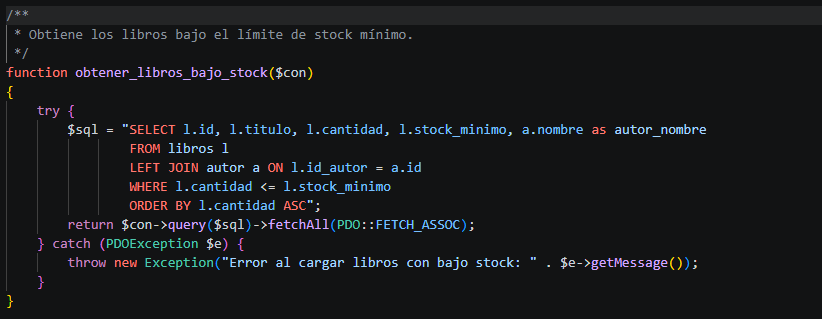 /**
 * Obtiene los libros bajo el límite de stock mínimo.
 */
function obtener_libros_bajo_stock($con)
{
    try {
        $sql = "SELECT l.id, l.titulo, l.cantidad, l.stock_minimo, a.nombre as autor_nombre
                FROM libros l
                LEFT JOIN autor a ON l.id_autor = a.id
                WHERE l.cantidad <= l.stock_minimo
                ORDER BY l.cantidad ASC";
        return $con->query($sql)->fetchAll(PDO::FETCH_ASSOC);
    } catch (PDOException $e) {
        throw new Exception("Error al cargar libros con bajo stock: " . $e->getMessage());
    }
}